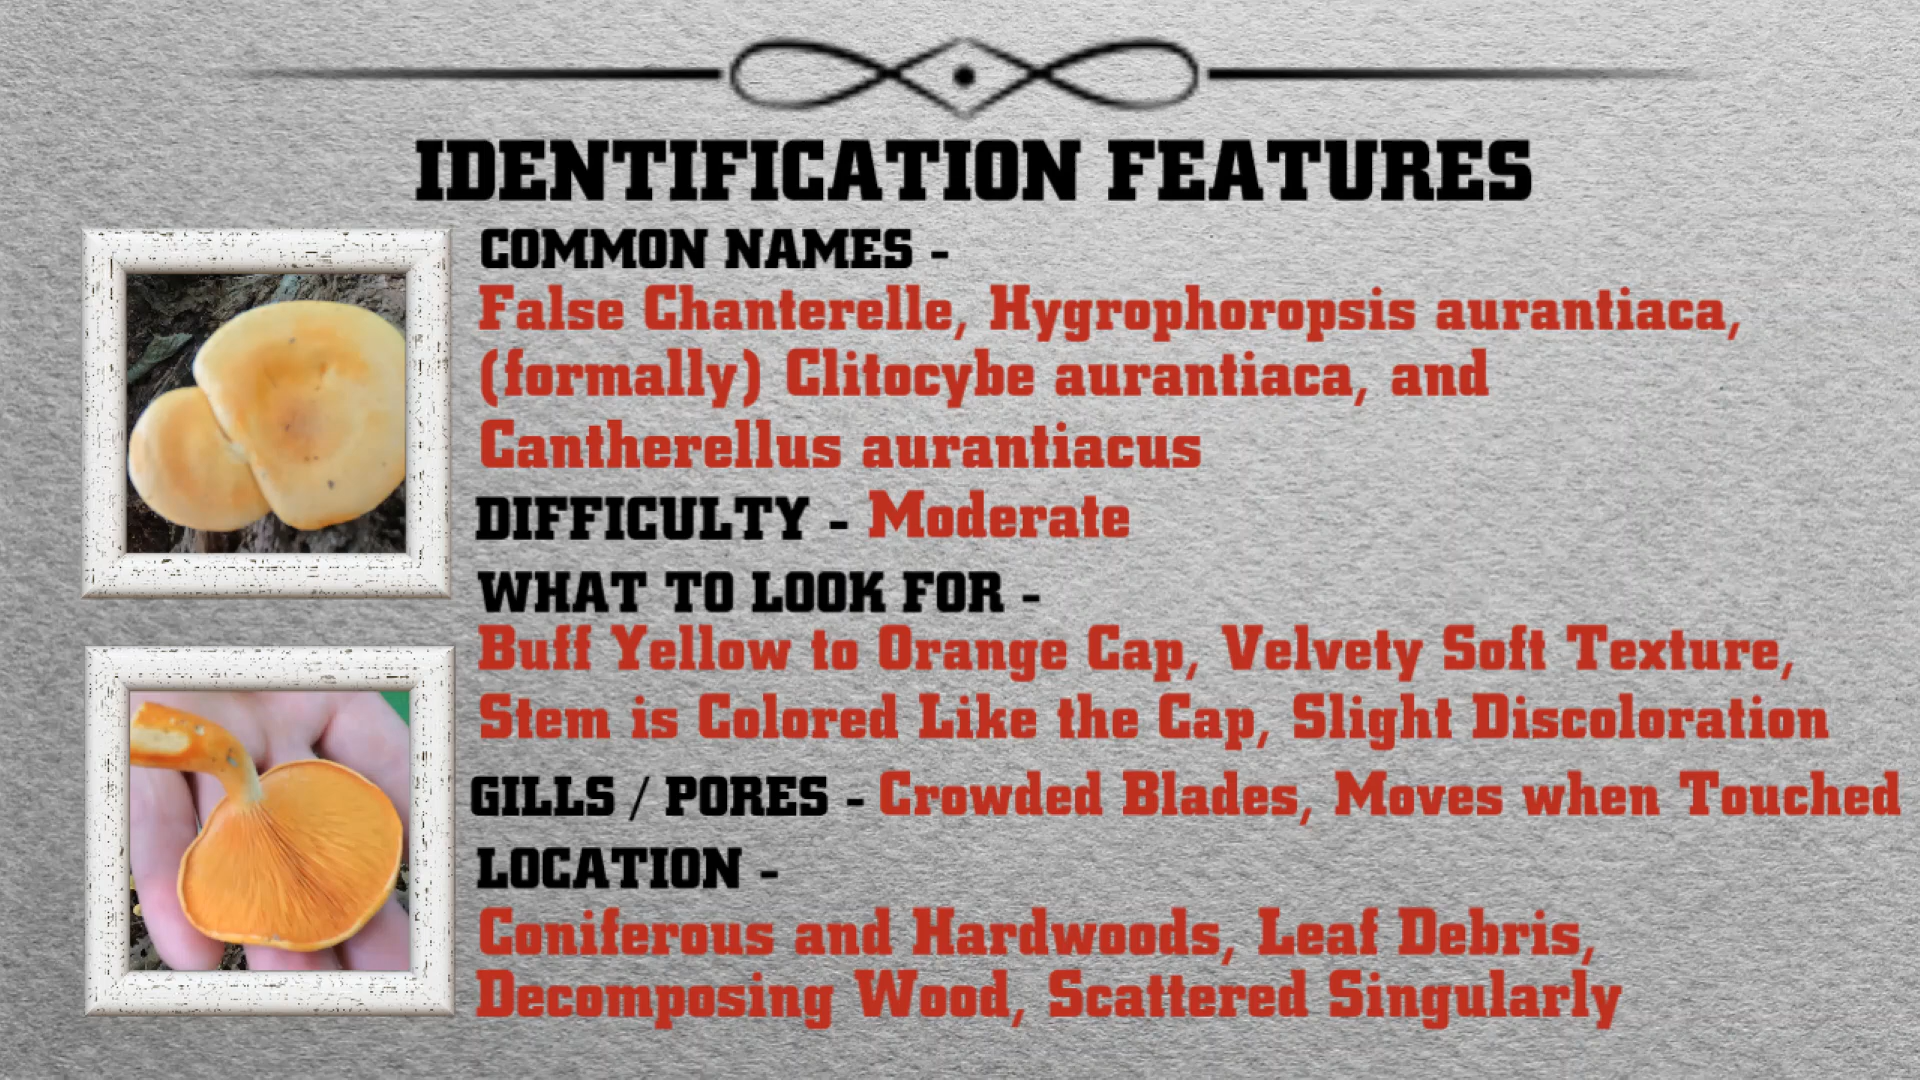 IDENTIFICATION FEATURES
COMMON NAMES -
False Chanterelle, Hygrophoropsis aurantiaca,
(formally) Clitocybe aurantiaca, and
Cantherellus aurantiacus
DIFFICULTY - Moderate
WHAT TO LOOK FOR -
Buff Yellow to Orange Cap, Velvety Soft Texture,
Stem is Colored Like the Cap, Slight Discoloration
GILLS / PORES - Crowded Blades, Moves when Touched
LOCATION -
Coniferous and Hardwoods, Leaf Debris,
Decomposing Wood, Scattered Singularly